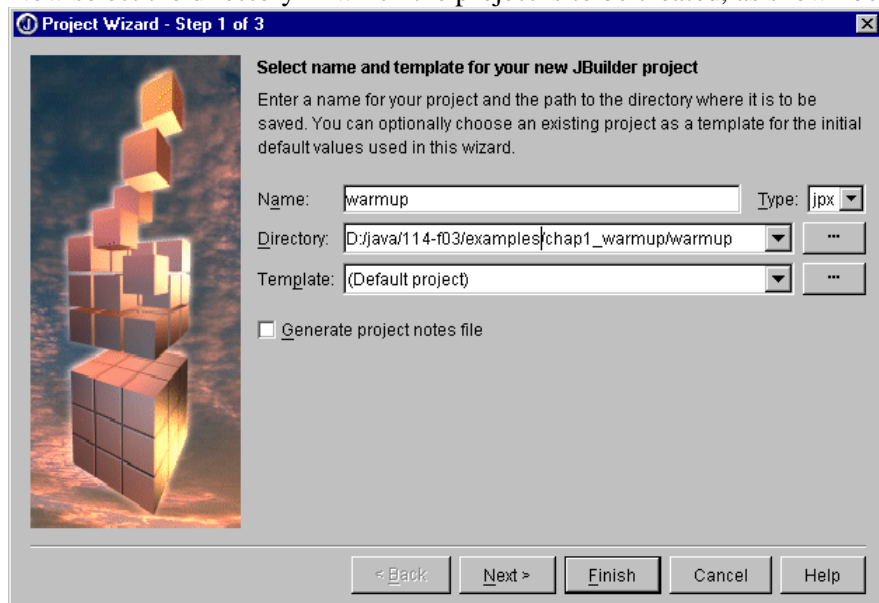 Project Wizard - Step 1 of 3
Select name and template for your new JBuilder project
Enter a name for your project and the path to the directory where it is to be
saved. You can optionally choose an existing project as a template for the initial
default values used in this wizard.
Name: warmup Type: jpx
Directory: D:/java/114-f03/examples/chap1_warmup/warmup ...
Template: (Default project) ...
Generate project notes file
< Back Next > Finish Cancel Help